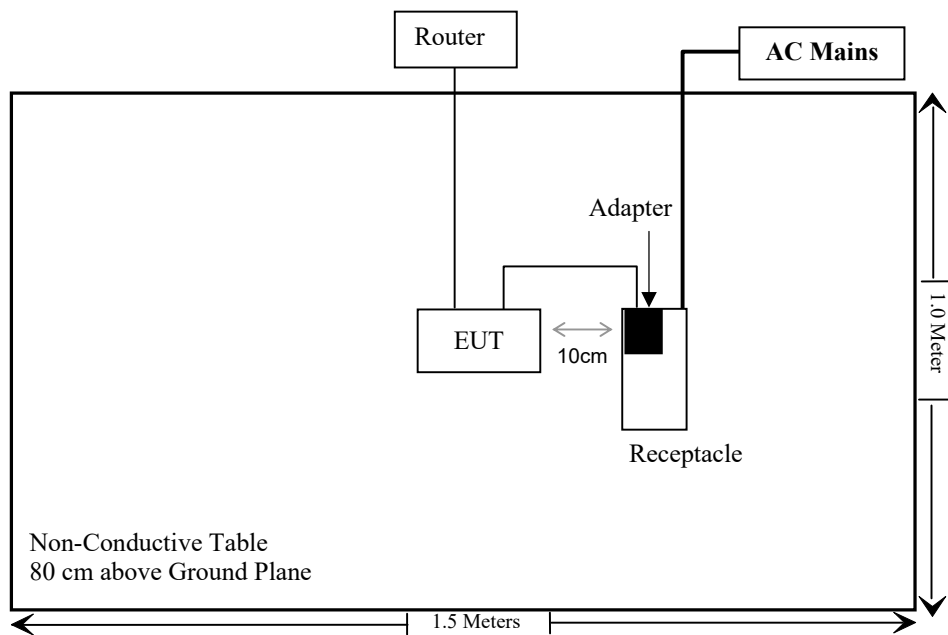 Router
AC Mains
Adapter
EUT
10cm
1.0 Meter
Receptacle
Non-Conductive Table
80 cm above Ground Plane
1.5 Meters